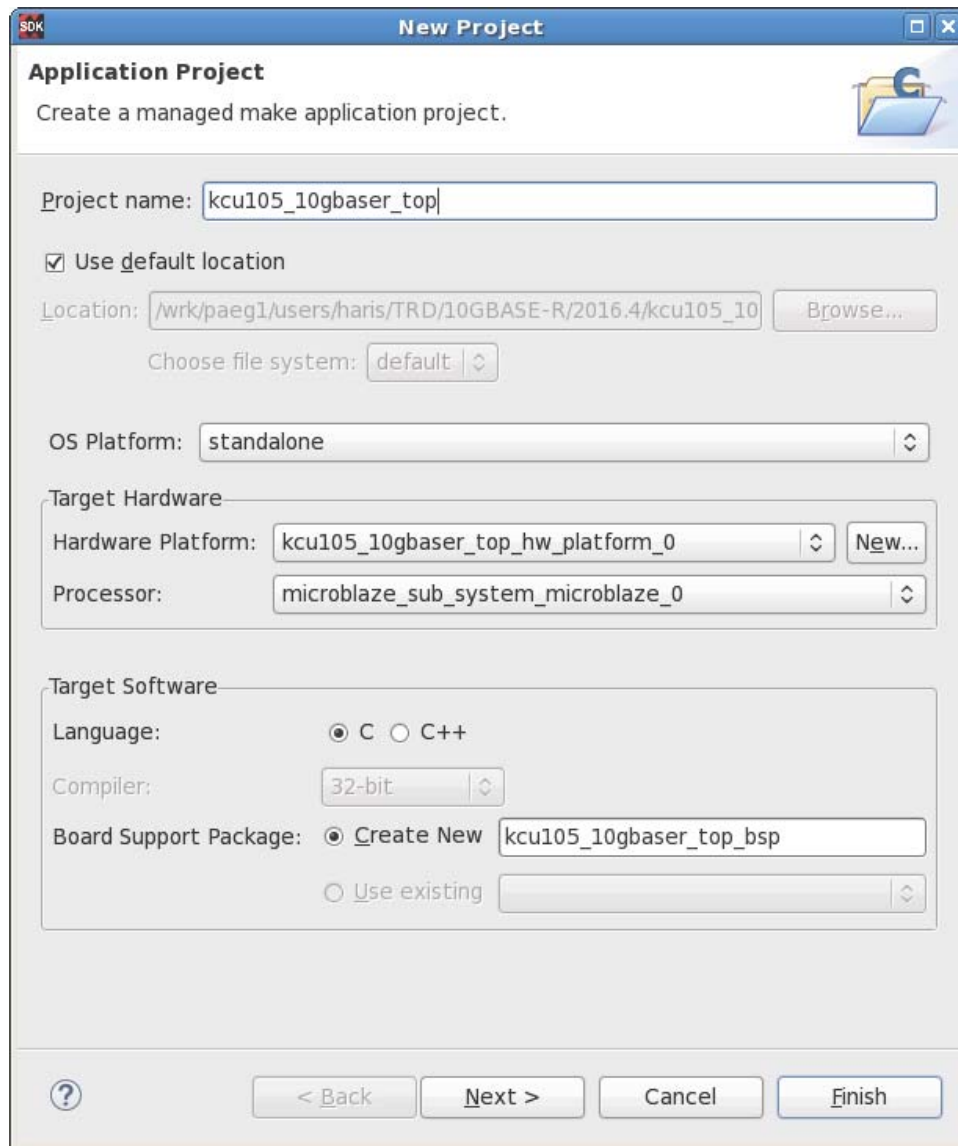 SDK New Project
Application Project
Create a managed make application project.
C
Project name: kcu105_10gbaser_top
Use default location
Location: /wrk/paeg1/users/haris/TRD/10GBASE-R/2016.4/kcu105_10 Browse...
Choose file system: default
OS Platform: standalone
Target Hardware
Hardware Platform: kcu105_10gbaser_top_hw_platform_0 New...
Processor: microblaze_sub_system_microblaze_0
Target Software
Language: C C++
Compiler: 32-bit
Board Support Package: Create New kcu105_10gbaser_top_bsp
Use existing
? < Back Next > Cancel Finish